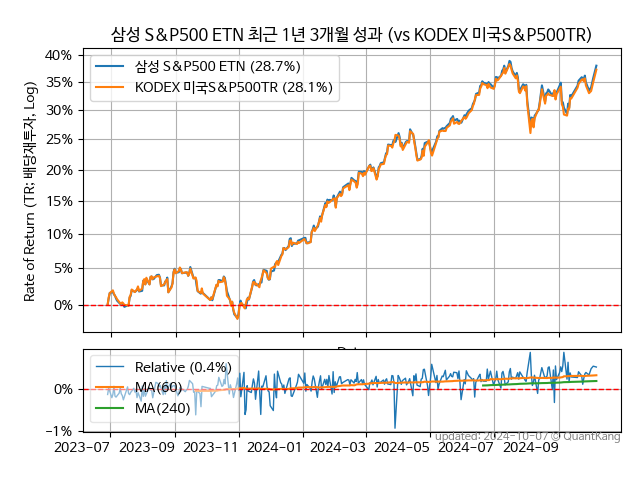 삼성 S&P500 ETN 최근 1년 3개월 성과 (vs KODEX 미국S&P500TR)
40%
35%
30%
25%
20%
15%
10%
5%
0%
Rate of Return (TR: 배당재투자, Log)
삼성 S&P500 ETN (28.7%)
KODEX 미국S&P500TR (28.1%)
Relative (0.4%)
MA(60)
MA(240)
0%
−1%
2023-07
2023-09
2023-11
2024-01
2024-03
2024-05
2024-07
2024-09
updated: 2024-10-07 © QuantKang